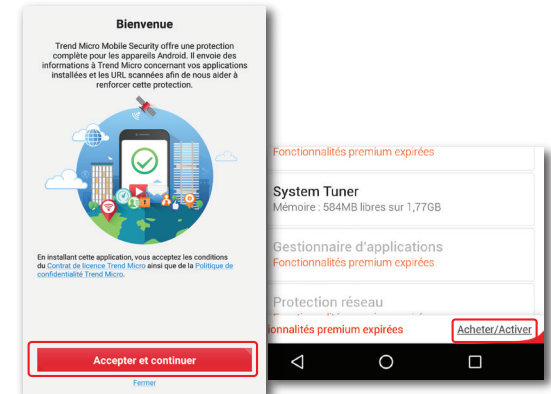 Bienvenue
Trend Micro Mobile Security offre une protection
complète pour les appareils Android. Il envoie des
informations à Trend Micro concernant vos applications
installées et les URL scannées afin de nous aider à
renforcer cette protection.
En installant cette application, vous acceptez les conditions
du Contrat de licence Trend Micro ainsi que de la Politique de
confidentialité Trend Micro.
Accepter et continuer
Fermer
Fonctionnalités premium expirées
System Tuner
Mémoire : 584MB libres sur 1,77GB
Gestionnaire d'applications
Fonctionnalités premium expirées
Protection réseau
ionnalités premium expirées
Acheter/Activer